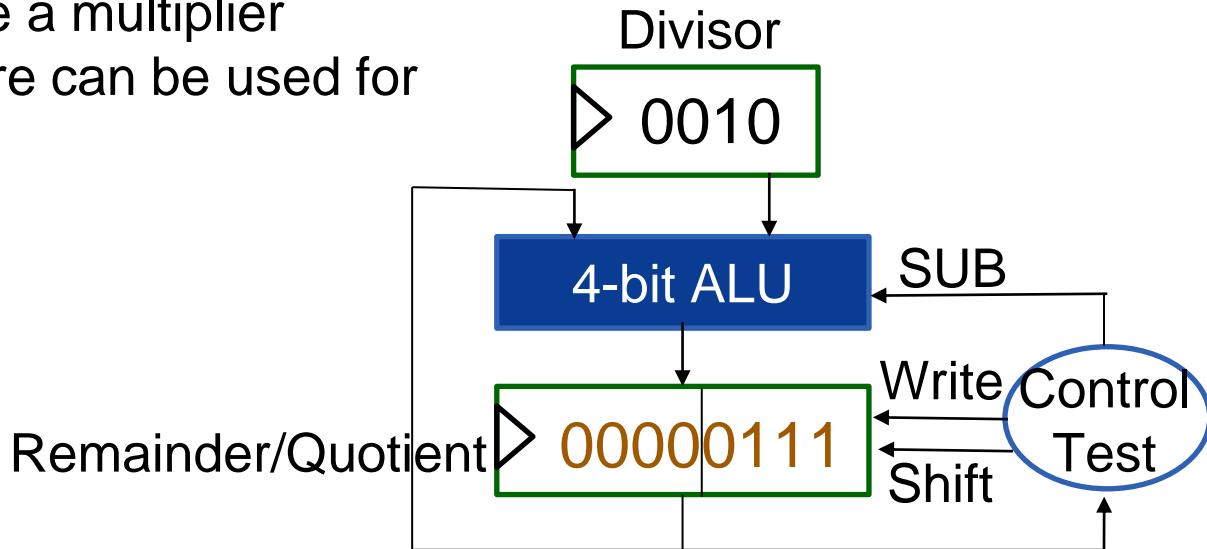 e a multiplier
re can be used for
Divisor
0010
4-bit ALU
SUB
Write
Control
Test
Remainder/Quotient
00000111
Shift